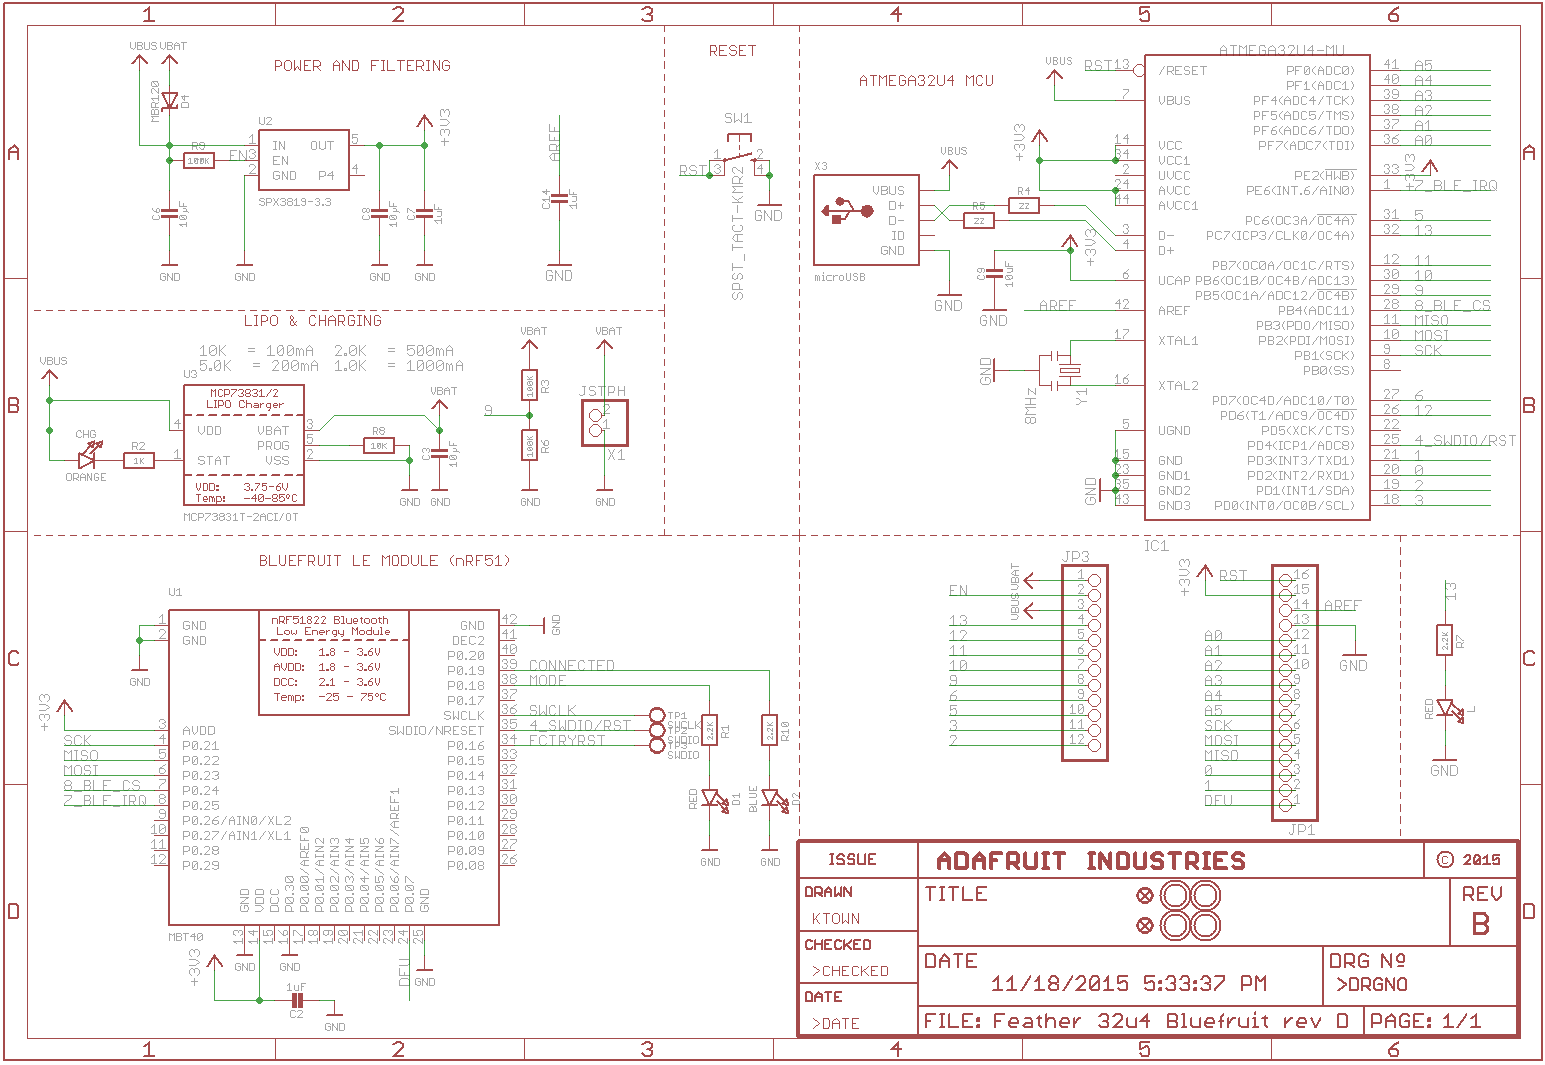 1 2 3 4 5 6
A
B
C
D
POWER AND FILTERING
VBUS VBAT
MBR120
D4
R9
100K
EN
U2
1 IN OUT 5
3 EN
2 GND P4 4
SPX3819-3.3
+3V3
C6
10µF
C8
10µF
C7
1uF
GND
GND
GND
GND
AREF
C14
1uF
GND
RESET
SW1
RST
1 2
3 4
SPST_TACT-KMR2
GND
ATMEGA32U4 MCU
X3
VBUS
D+
D-
ID
GND
microUSB
VBUS
GND
R4
22
R5
22
VBUS
+3V3
+3V3
C9
10uF
GND
AREF
GND
8MHz
Y1
GND
ATMEGA32U4-MU
RST 13 /RESET
7 VBUS
14 VCC
34 VCC1
2 UVCC
24 AVCC
44 AVCC1
3 D-
4 D+
6 UCAP
42 AREF
17 XTAL1
16 XTAL2
5 UGND
15 GND
23 GND1
35 GND2
43 GND3
PF0(ADC0) 41 A5
PF1(ADC1) 40 A4
PF4(ADC4/TCK) 39 A3
PF5(ADC5/TMS) 38 A2
PF6(ADC6/TDO) 37 A1
PF7(ADC7(TDI) 36 A0
PE2(HWB) 33 +3V3
PE6(INT.6/AIN0) 1 7_BLE_IRQ
PC6(OC3A/OC4A) 31 5
PC7(ICP3/CLK0/OC4A) 32 13
PB7(OC0A/OC1C/RTS) 12 11
PB6(OC1B/OC4B/ADC13) 30 10
PB5(OC1A/ADC12/OC4B) 29 9
PB4(ADC11) 28 8_BLE_CS
PB3(PDO/MISO) 11 MISO
PB2(PDI/MOSI) 10 MOSI
PB1(SCK) 9 SCK
PB0(SS) 8
PD7(OC4D/ADC10/T0) 27 6
PD6(T1/ADC9/OC4D) 26 12
PD5(XCK/CTS) 22
PD4(ICP1/ADC8) 25 4_SWDIO/RST
PD3(INT3/TXD1) 21 1
PD2(INT2/RXD1) 20 0
PD1(INT1/SDA) 19 2
PD0(INT0/OC0B/SCL) 18 3
IC1
LIPO & CHARGING
10K = 100mA 2.0K = 500mA
5.0K = 200mA 1.0K = 1000mA
VBUS
CHG
ORANGE
R2
1K
U3
MCP73831/2
LIPO Charger
4 VDD VBAT 3
PROG 5
1 STAT VSS 2
VDD: 3.75-6V
Temp: -40-85°C
MCP73831T-2ACI/OT
R8
10K
VBAT
C3
10µF
GND
GND
9
VBAT
R3
100K
R6
100K
GND
VBAT
JSTPH
2
1
X1
GND
BLUEFRUIT LE MODULE (nRF51)
U1
nRF51822 Bluetooth
Low Energy Module
VDD: 1.8 - 3.6V
AVDD: 1.8 - 3.6V
DCC: 2.1 - 3.6V
Temp: -25 - 75°C
1 GND
2 GND
GND
+3V3
3 AVDD
SCK 4 P0.21
MISO 5 P0.22
MOSI 6 P0.23
8_BLE_CS 7 P0.24
7_BLE_IRQ 8 P0.25
9 P0.26/AIN0/XL2
10 P0.27/AIN1/XL1
11 P0.28
12 P0.29
GND 42 GND
DEC2 41
P0.20 40
P0.19 39 CONNECTED
P0.18 38 MODE
P0.17 37
SWCLK 36 SWCLK
SWDIO/NRESET 35 4_SWDIO/RST
P0.16 34 FCTRYRST
P0.15 33
P0.14 32
P0.13 31
P0.12 30
P0.11 29
P0.10 28
P0.09 27
P0.08 26
GND 13
VDD 14
DCC 15
P0.30 16
P0.00/AREF0 17
P0.01/AIN2 18
P0.02/AIN3 19
P0.03/AIN4 20
P0.04/AIN5 21
P0.05/AIN6 22
P0.06/AIN7/AREF1 23
P0.07 24
GND 25
MBT40
+3V3
GND
GND
DFU
GND
1uF
C2
GND
TP1
SWCLK
TP2
SWDIO
TP3
SWDIO
R1
2.2K
R10
2.2K
RED
D1
BLUE
D2
GND
GND
JP3
VBAT 1
EN 2
VBUS 3
13 4
12 5
11 6
10 7
9 8
6 9
5 10
3 11
2 12
+3V3
RST 16
15
14 AREF
13
GND
A0 12
A1 11
A2 10
A3 9
A4 8
A5 7
SCK 6
MOSI 5
MISO 4
0 3
1 2
DFU 1
JP1
13
R7
2.2K
RED
L
GND
ISSUE
ADAFRUIT INDUSTRIES
© 2015
DRAWN
KTOWN
TITLE
REV
B
CHECKED
>CHECKED
DATE
11/18/2015 5:33:37 PM
DRG Nº
>DRGNO
DATE
>DATE
FILE: Feather 32u4 Bluefruit rev D
PAGE: 1/1
A
B
C
D
1 2 3 4 5 6